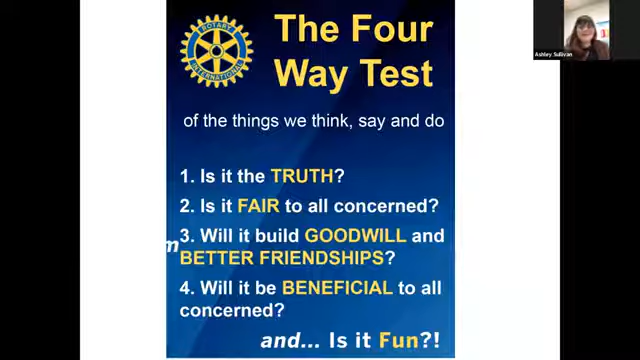 ROTARY
INTERNATIONAL
The Four
Way Test
of the things we think, say and do
1. Is it the TRUTH?
2. Is it FAIR to all concerned?
3. Will it build GOODWILL and
BETTER FRIENDSHIPS?
4. Will it be BENEFICIAL to all
concerned?
and... Is it Fun?!
m
Ashley Sullivan